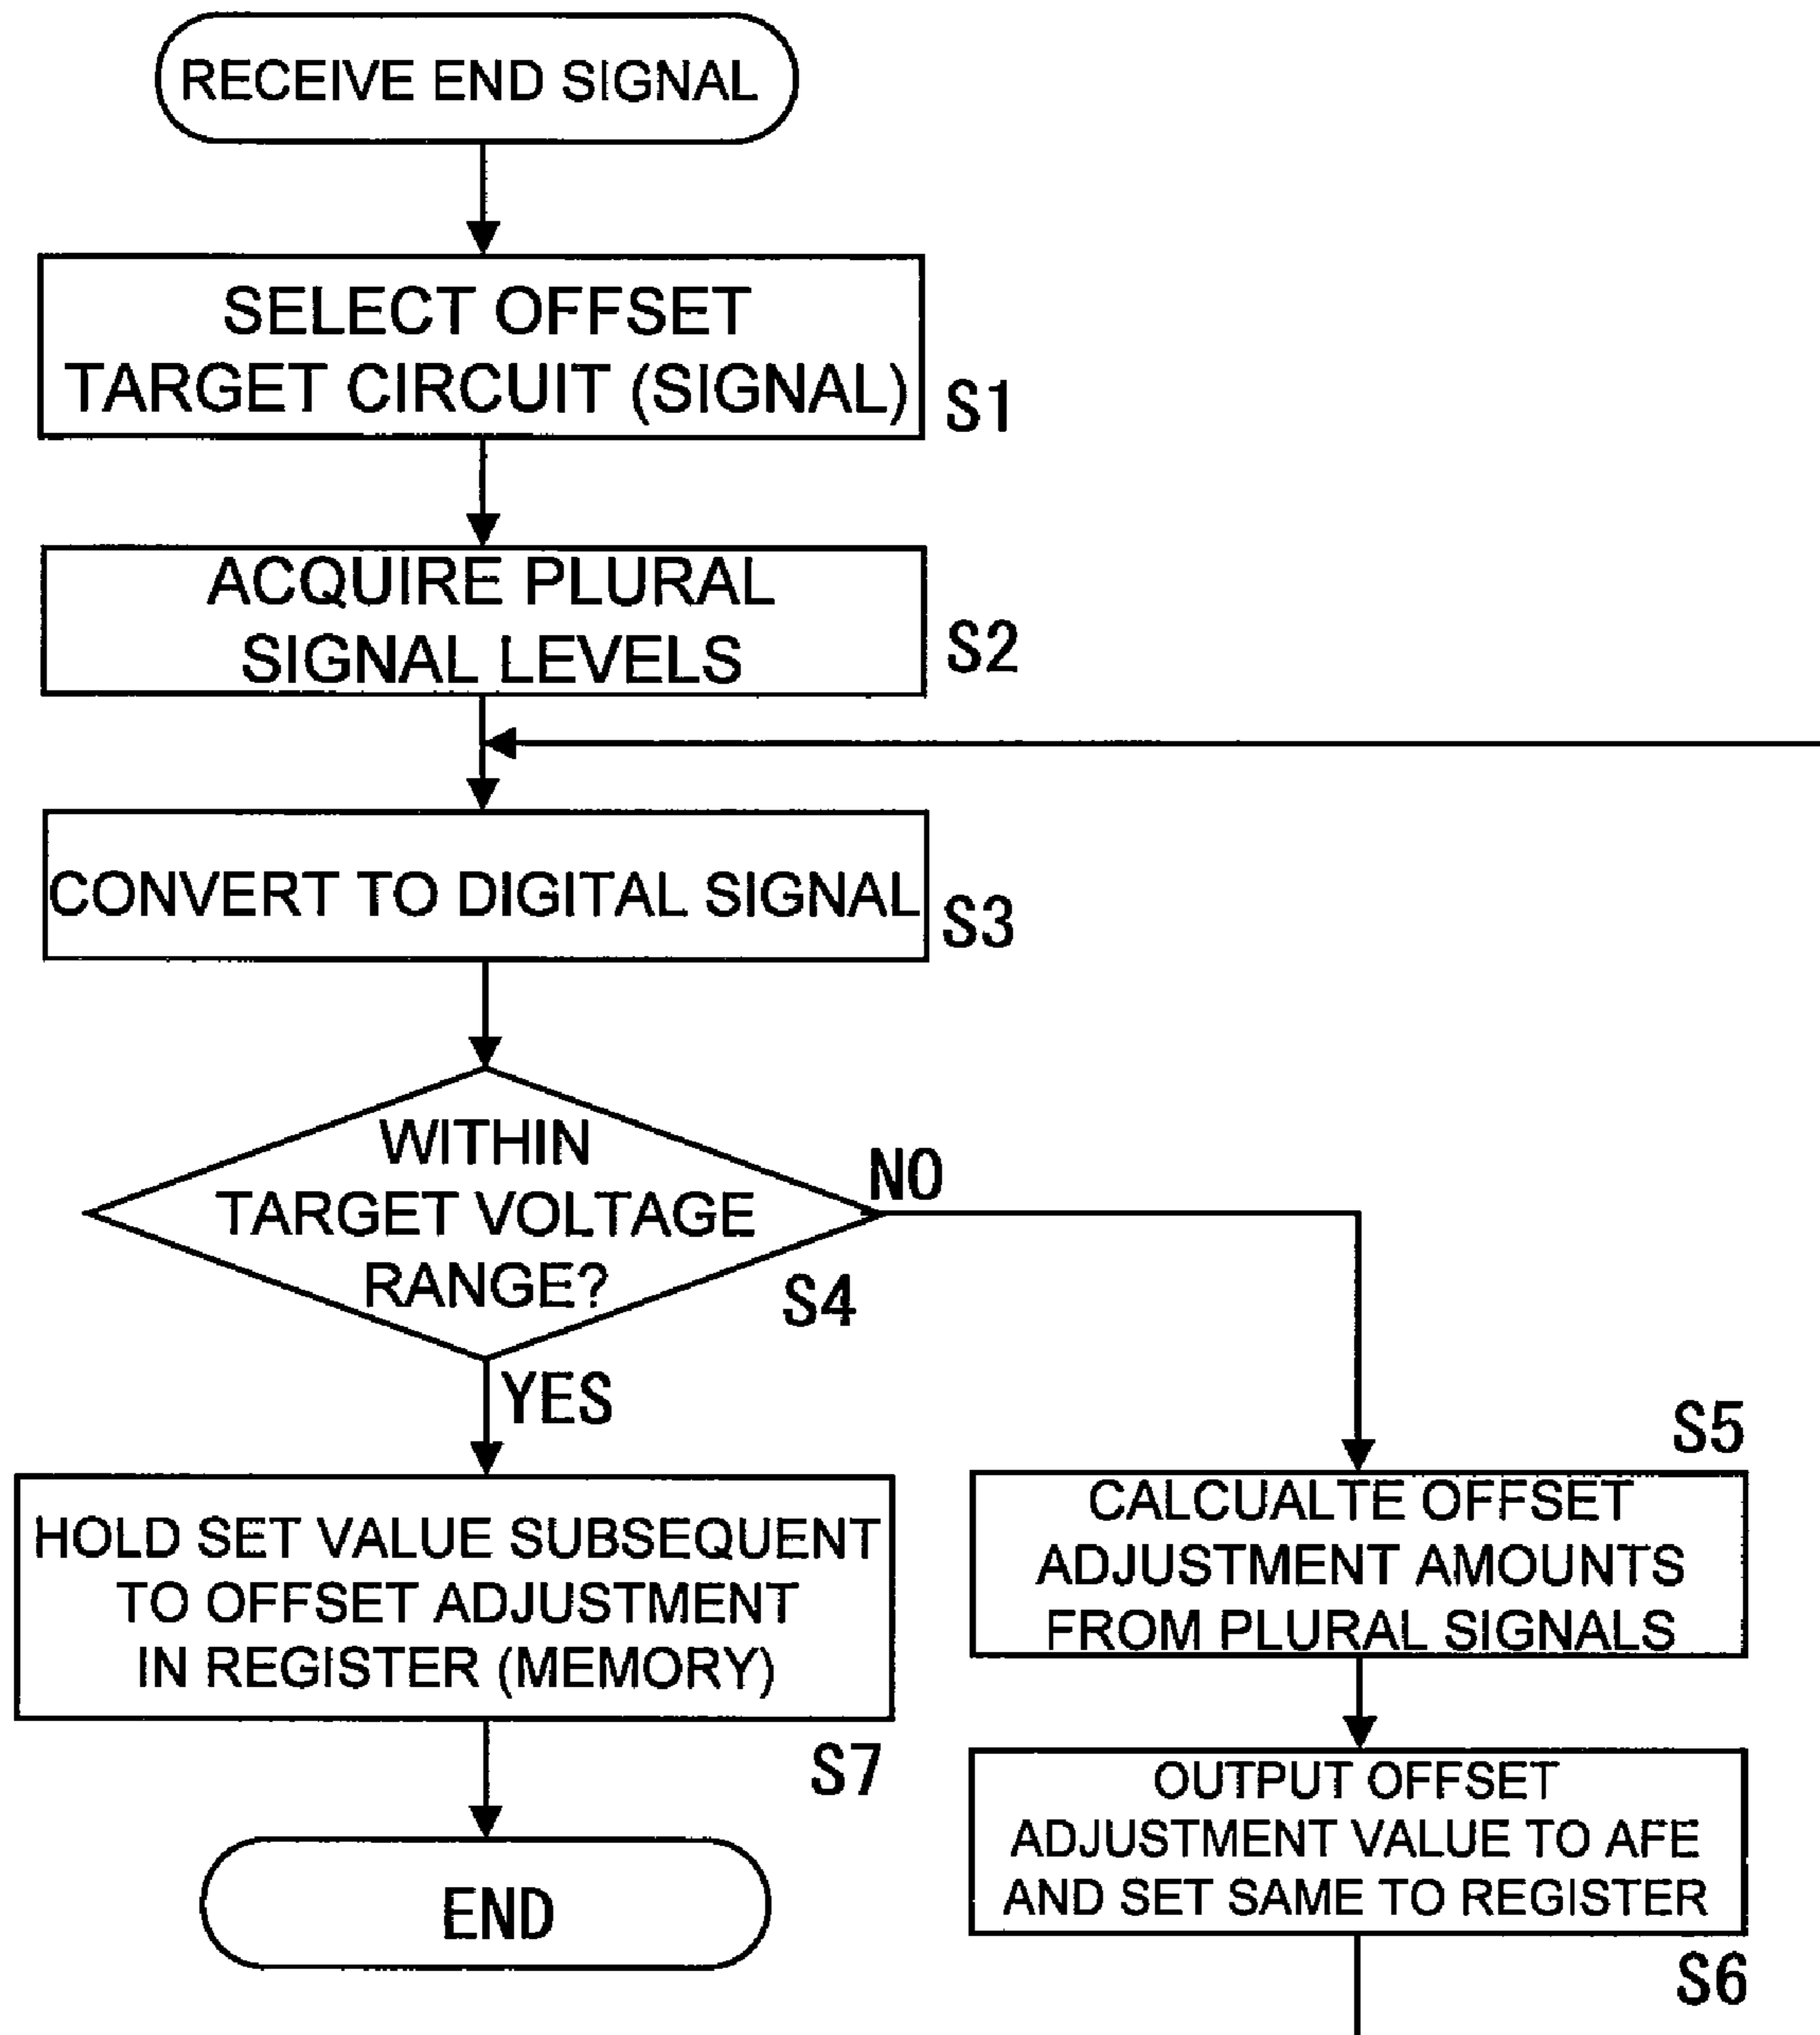 RECEIVE END SIGNAL
SELECT OFFSET
TARGET CIRCUIT (SIGNAL)
S1
ACQUIRE PLURAL
SIGNAL LEVELS
S2
CONVERT TO DIGITAL SIGNAL
S3
WITHIN
TARGET VOLTAGE
RANGE?
S4
NO
YES
S5
CALCUALTE OFFSET
ADJUSTMENT AMOUNTS
FROM PLURAL SIGNALS
OUTPUT OFFSET
ADJUSTMENT VALUE TO AFE
AND SET SAME TO REGISTER
S6
HOLD SET VALUE SUBSEQUENT
TO OFFSET ADJUSTMENT
IN REGISTER (MEMORY)
S7
END